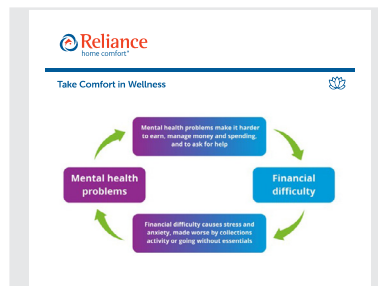 Reliance
home comfort™
Take Comfort in Wellness
Mental health problems make it harder
to earn, manage money and spending,
and to ask for help
Mental health
problems
Financial
difficulty
Financial difficulty causes stress and
anxiety, made worse by collections
activity or going without essentials